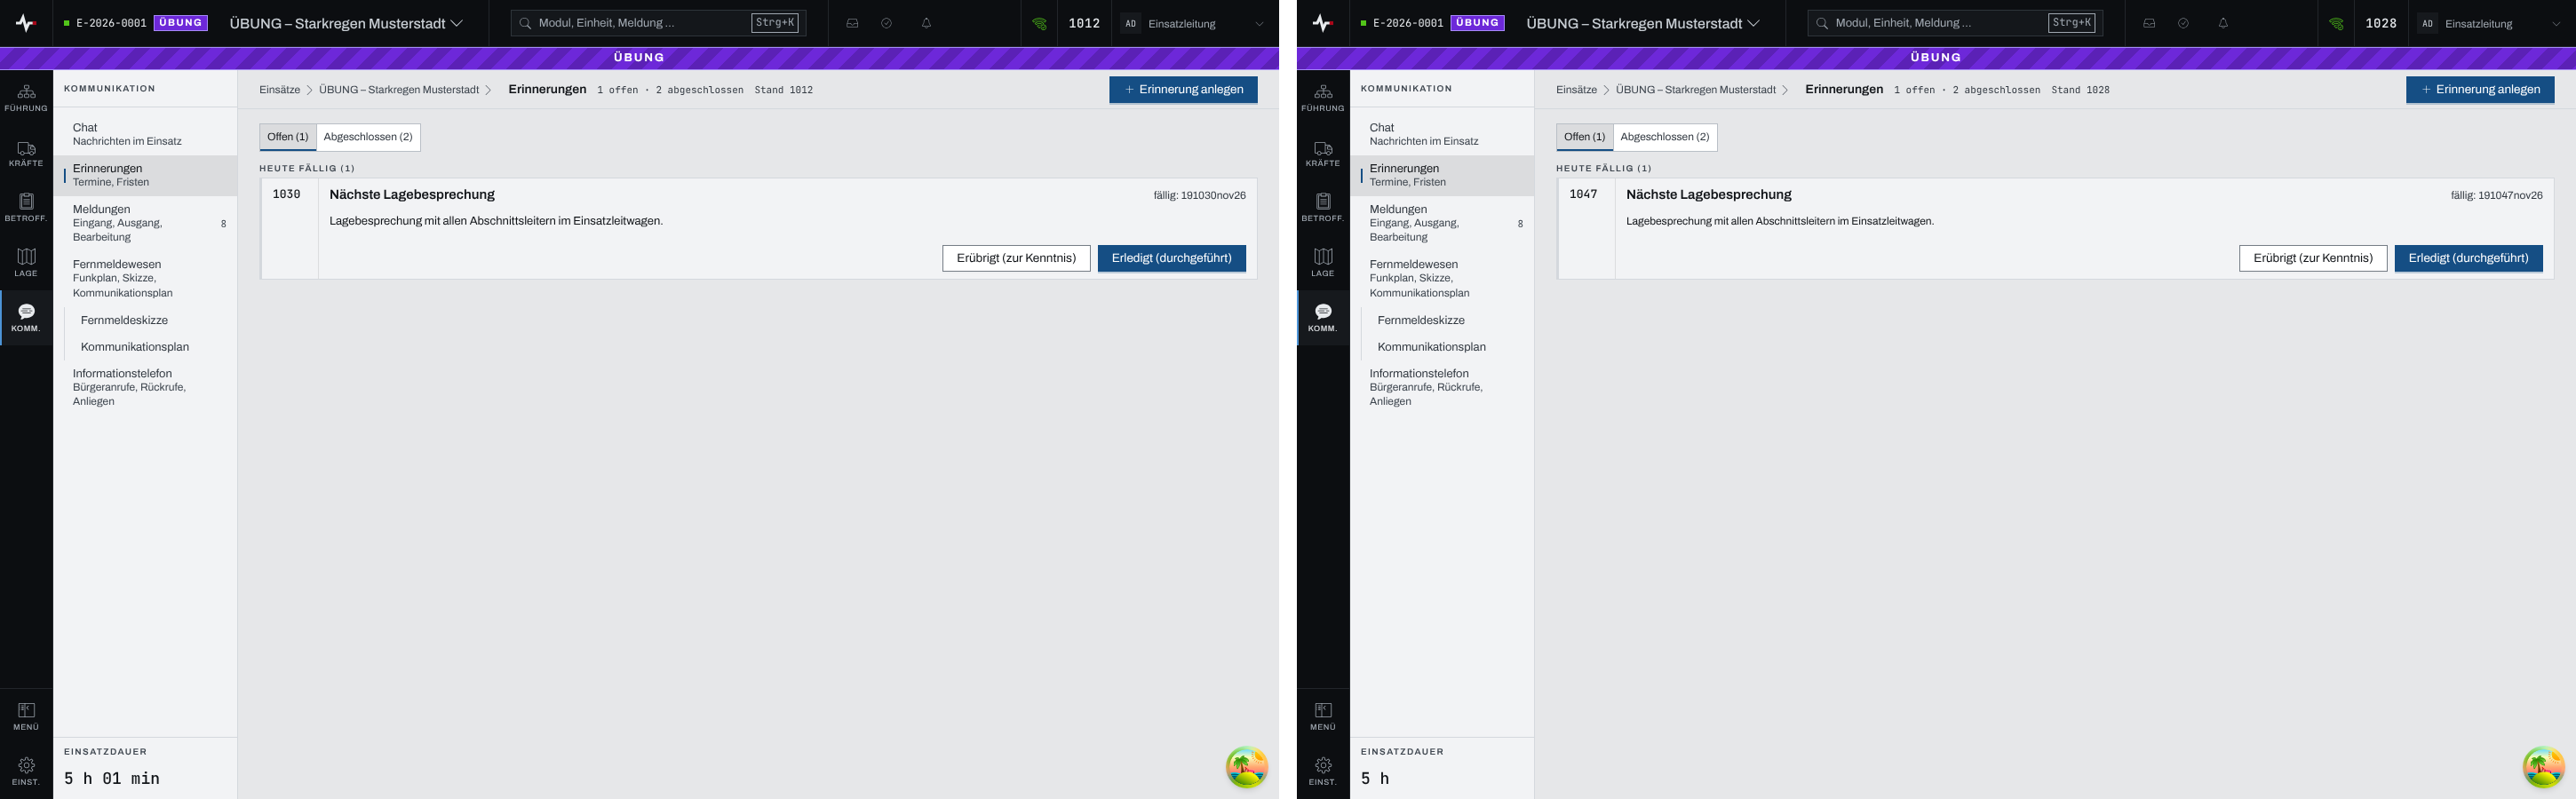 E-2026-0001 ÜBUNG ÜBUNG – Starkregen Musterstadt Modul, Einheit, Meldung ... Strg+K 1012 AD Einsatzleitung
ÜBUNG
FÜHRUNG
KRÄFTE
BETROFF.
LAGE
KOMM.
MENÜ
EINST.
KOMMUNIKATION
Chat
Nachrichten im Einsatz
Erinnerungen
Termine, Fristen
Meldungen
Eingang, Ausgang, 8
Bearbeitung
Fernmeldewesen
Funkplan, Skizze,
Kommunikationsplan
Fernmeldeskizze
Kommunikationsplan
Informationstelefon
Bürgeranrufe, Rückrufe,
Anliegen
EINSATZDAUER
5 h 01 min
Einsätze ÜBUNG – Starkregen Musterstadt Erinnerungen 1 offen · 2 abgeschlossen Stand 1012 + Erinnerung anlegen
Offen (1) Abgeschlossen (2)
HEUTE FÄLLIG (1)
1030 Nächste Lagebesprechung fällig: 191030nov26
Lagebesprechung mit allen Abschnittsleitern im Einsatzleitwagen.
Erübrigt (zur Kenntnis) Erledigt (durchgeführt)
E-2026-0001 ÜBUNG ÜBUNG – Starkregen Musterstadt Modul, Einheit, Meldung ... Strg+K 1028 AD Einsatzleitung
ÜBUNG
FÜHRUNG
KRÄFTE
BETROFF.
LAGE
KOMM.
MENÜ
EINST.
KOMMUNIKATION
Chat
Nachrichten im Einsatz
Erinnerungen
Termine, Fristen
Meldungen
Eingang, Ausgang, 8
Bearbeitung
Fernmeldewesen
Funkplan, Skizze,
Kommunikationsplan
Fernmeldeskizze
Kommunikationsplan
Informationstelefon
Bürgeranrufe, Rückrufe,
Anliegen
EINSATZDAUER
5 h
Einsätze ÜBUNG – Starkregen Musterstadt Erinnerungen 1 offen · 2 abgeschlossen Stand 1028 + Erinnerung anlegen
Offen (1) Abgeschlossen (2)
HEUTE FÄLLIG (1)
1047 Nächste Lagebesprechung fällig: 191047nov26
Lagebesprechung mit allen Abschnittsleitern im Einsatzleitwagen.
Erübrigt (zur Kenntnis) Erledigt (durchgeführt)